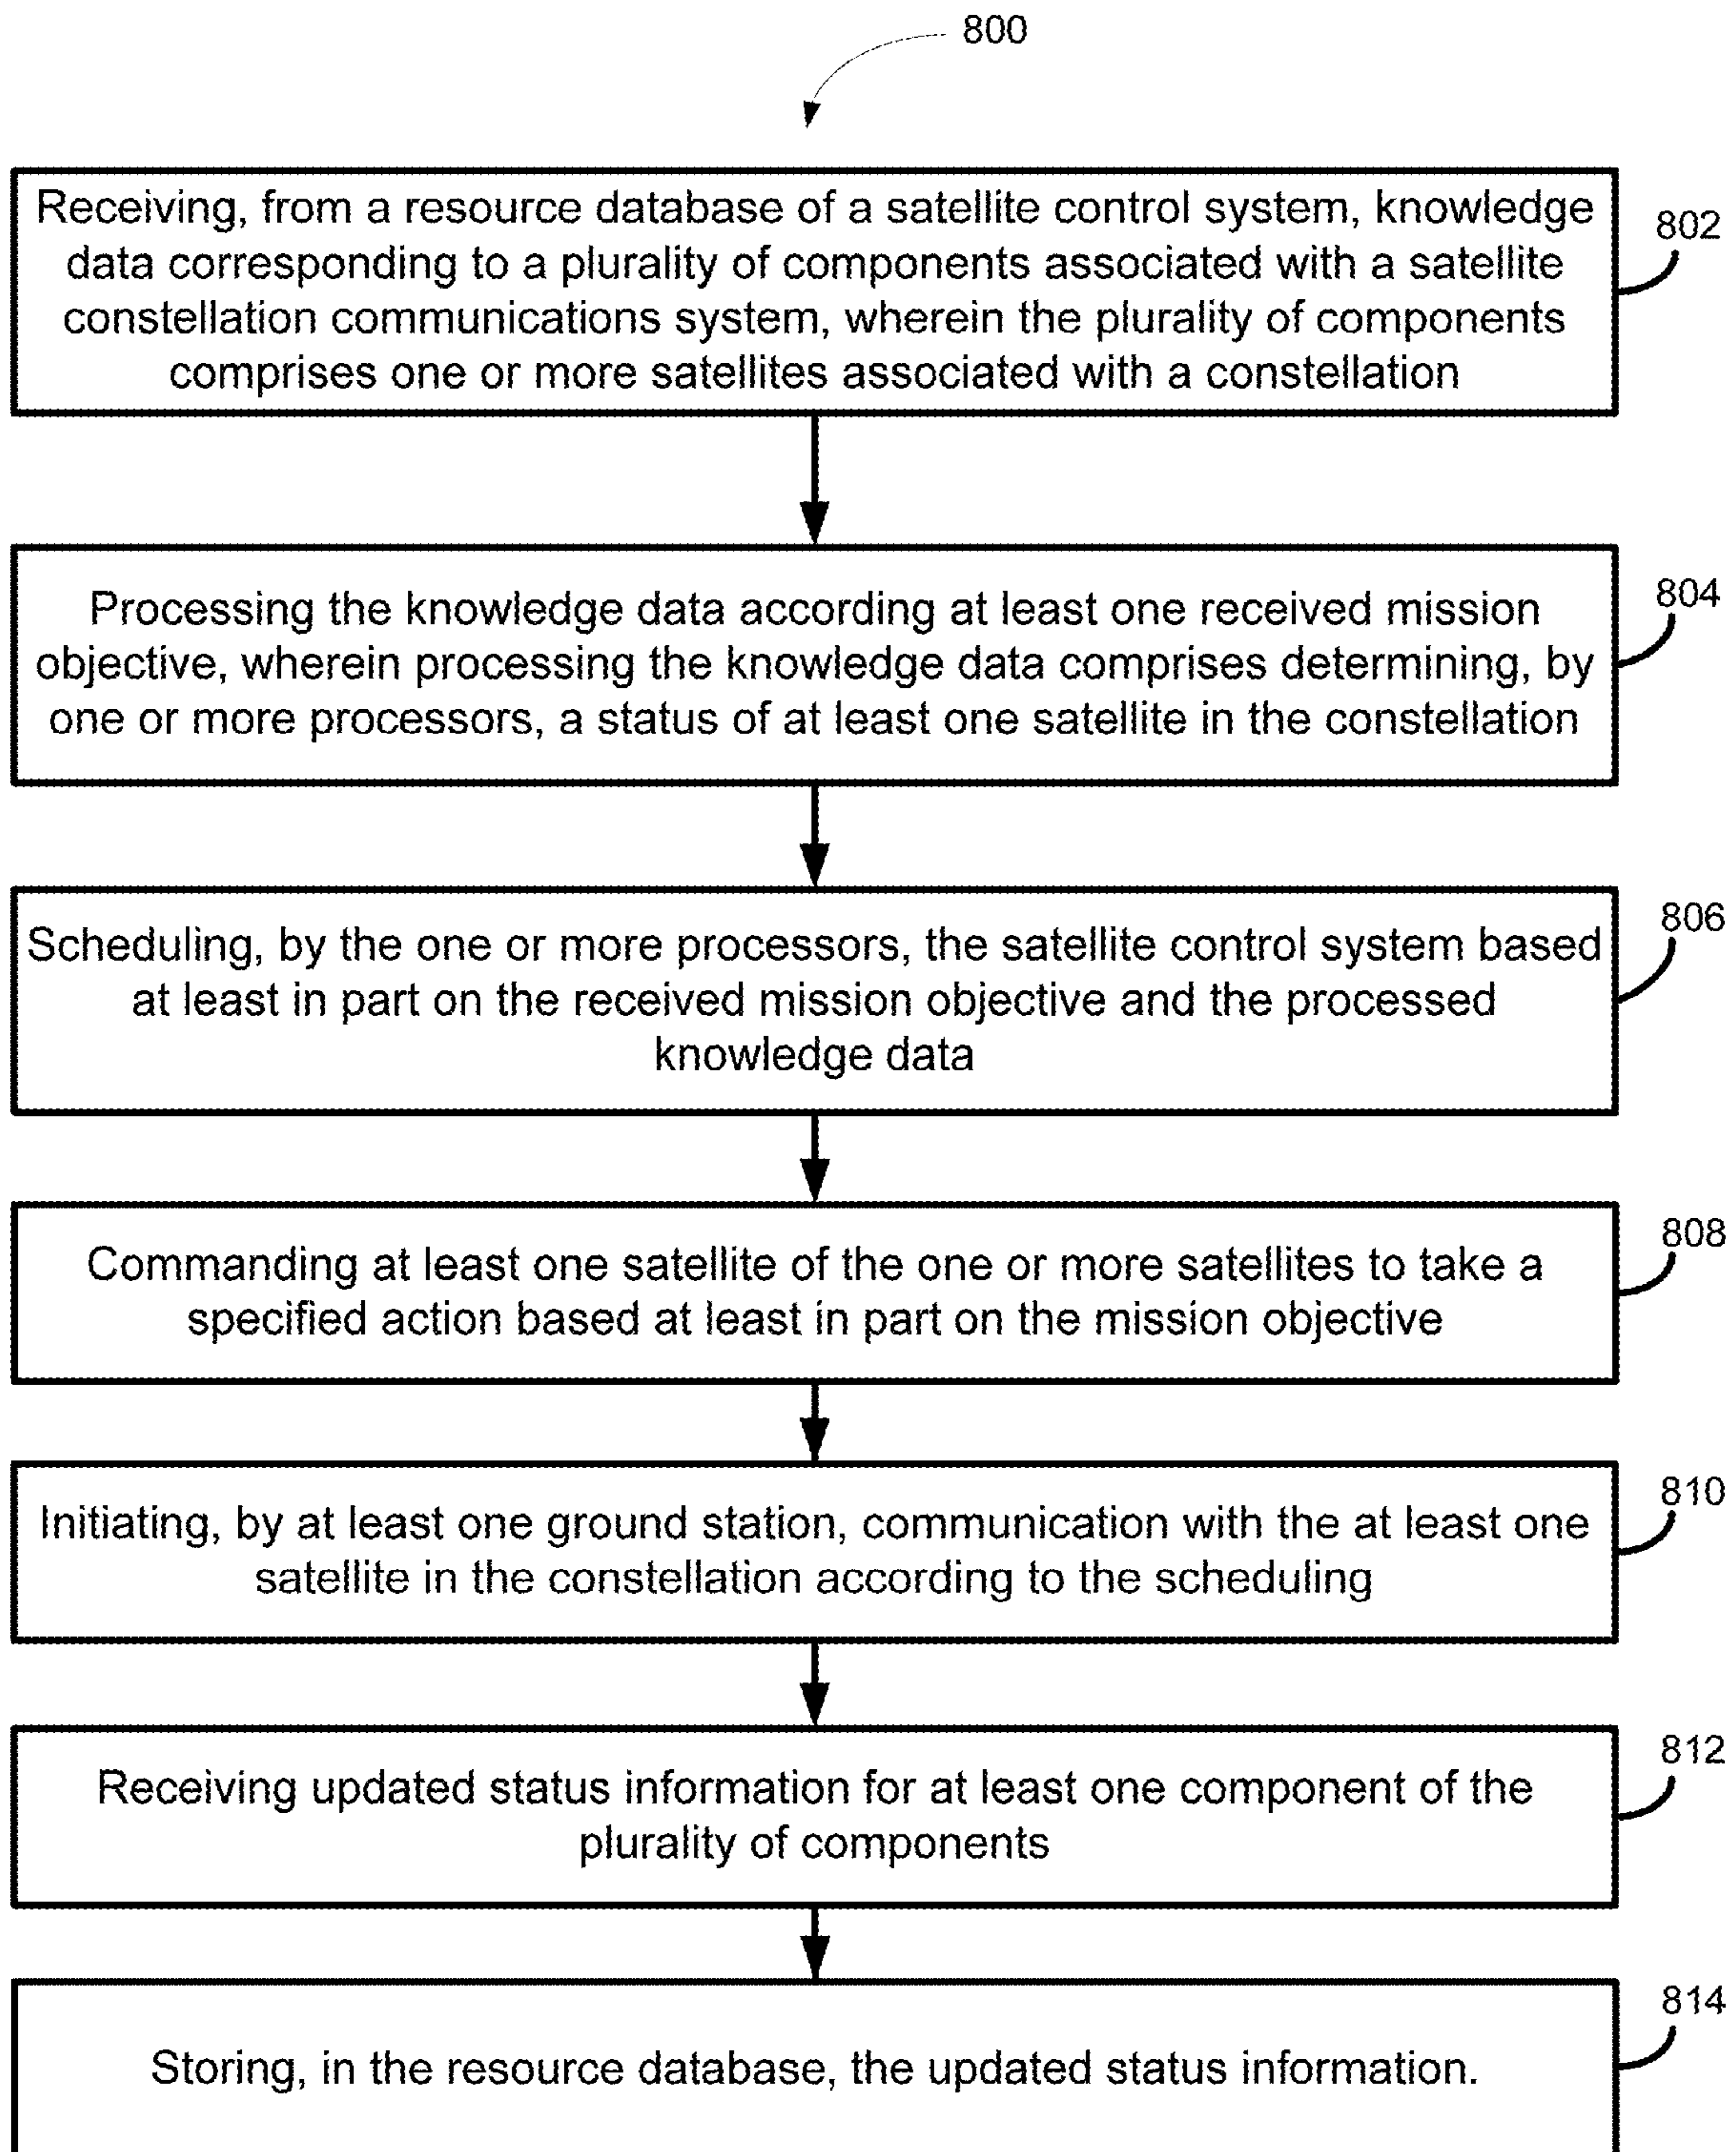 800
Receiving, from a resource database of a satellite control system, knowledge
data corresponding to a plurality of components associated with a satellite
constellation communications system, wherein the plurality of components
comprises one or more satellites associated with a constellation
802
Processing the knowledge data according at least one received mission
objective, wherein processing the knowledge data comprises determining, by
one or more processors, a status of at least one satellite in the constellation
804
Scheduling, by the one or more processors, the satellite control system based
at least in part on the received mission objective and the processed
knowledge data
806
Commanding at least one satellite of the one or more satellites to take a
specified action based at least in part on the mission objective
808
Initiating, by at least one ground station, communication with the at least one
satellite in the constellation according to the scheduling
810
Receiving updated status information for at least one component of the
plurality of components
812
Storing, in the resource database, the updated status information.
814